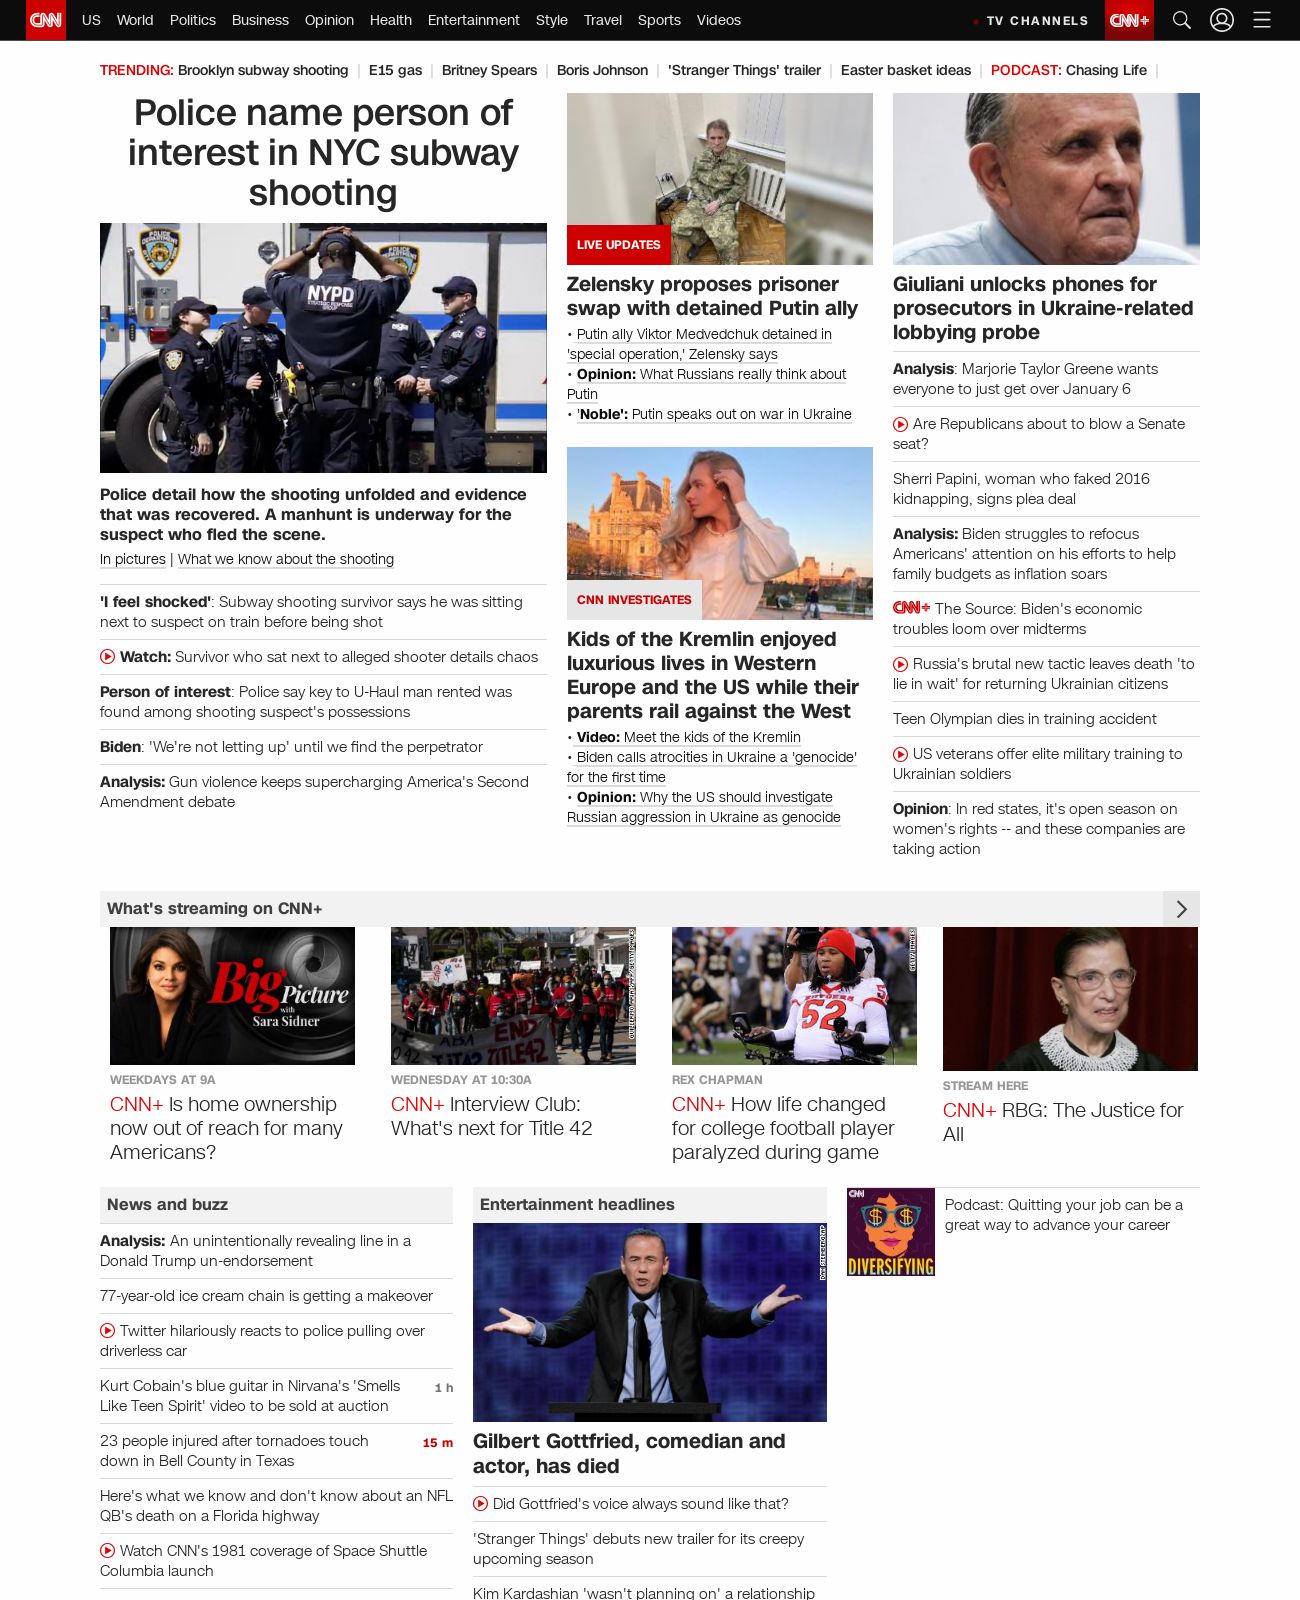 CNN US World Politics Business Opinion Health Entertainment Style Travel Sports Videos TV CHANNELS CNN+
TRENDING: Brooklyn subway shooting E15 gas Britney Spears Boris Johnson 'Stranger Things' trailer Easter basket ideas PODCAST: Chasing Life
Police name person of
interest in NYC subway
shooting
POLICE DEPARTMENT
NYPD
STRATEGIC RESPONSE
GROUP
Police detail how the shooting unfolded and evidence
that was recovered. A manhunt is underway for the
suspect who fled the scene.
In pictures | What we know about the shooting
'I feel shocked': Subway shooting survivor says he was sitting
next to suspect on train before being shot
Watch: Survivor who sat next to alleged shooter details chaos
Person of interest: Police say key to U-Haul man rented was
found among shooting suspect's possessions
Biden: 'We're not letting up' until we find the perpetrator
Analysis: Gun violence keeps supercharging America's Second
Amendment debate
LIVE UPDATES
Zelensky proposes prisoner
swap with detained Putin ally
• Putin ally Viktor Medvedchuk detained in
'special operation,' Zelensky says
• Opinion: What Russians really think about
Putin
• 'Noble': Putin speaks out on war in Ukraine
CNN INVESTIGATES
Kids of the Kremlin enjoyed
luxurious lives in Western
Europe and the US while their
parents rail against the West
• Video: Meet the kids of the Kremlin
• Biden calls atrocities in Ukraine a 'genocide'
for the first time
• Opinion: Why the US should investigate
Russian aggression in Ukraine as genocide
Giuliani unlocks phones for
prosecutors in Ukraine-related
lobbying probe
Analysis: Marjorie Taylor Greene wants
everyone to just get over January 6
Are Republicans about to blow a Senate
seat?
Sherri Papini, woman who faked 2016
kidnapping, signs plea deal
Analysis: Biden struggles to refocus
Americans' attention on his efforts to help
family budgets as inflation soars
CNN+ The Source: Biden's economic
troubles loom over midterms
Russia's brutal new tactic leaves death 'to
lie in wait' for returning Ukrainian citizens
Teen Olympian dies in training accident
US veterans offer elite military training to
Ukrainian soldiers
Opinion: In red states, it's open season on
women's rights -- and these companies are
taking action
What's streaming on CNN+
Big
Picture
with
Sara Sidner
WEEKDAYS AT 9A
CNN+ Is home ownership
now out of reach for many
Americans?
END
TITLE 42
WEDNESDAY AT 10:30A
CNN+ Interview Club:
What's next for Title 42
RUTGERS
52
REX CHAPMAN
CNN+ How life changed
for college football player
paralyzed during game
STREAM HERE
CNN+ RBG: The Justice for
All
News and buzz
Analysis: An unintentionally revealing line in a
Donald Trump un-endorsement
77-year-old ice cream chain is getting a makeover
Twitter hilariously reacts to police pulling over
driverless car
Kurt Cobain's blue guitar in Nirvana's 'Smells 1 h
Like Teen Spirit' video to be sold at auction
23 people injured after tornadoes touch 15 m
down in Bell County in Texas
Here's what we know and don't know about an NFL
QB's death on a Florida highway
Watch CNN's 1981 coverage of Space Shuttle
Columbia launch
Entertainment headlines
Gilbert Gottfried, comedian and
actor, has died
Did Gottfried's voice always sound like that?
'Stranger Things' debuts new trailer for its creepy
upcoming season
Kim Kardashian 'wasn't planning on' a relationship
CNN
DIVERSIFYING
Podcast: Quitting your job can be a
great way to advance your career